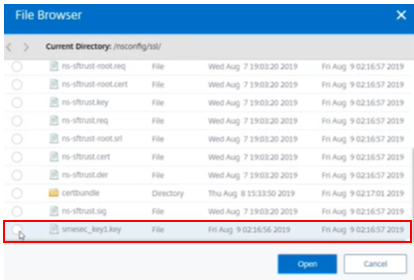 File Browser
Current Directory: /nsconfig/ssl/
ns-sftrust-root.req File Wed Aug 7 19:03:20 2019 Fri Aug 9 02:16:57 2019
ns-sftrust-root.cert File Wed Aug 7 19:03:20 2019 Fri Aug 9 02:16:57 2019
ns-sftrust.key File Wed Aug 7 19:03:20 2019 Fri Aug 9 02:16:57 2019
ns-sftrust.req File Wed Aug 7 19:03:20 2019 Fri Aug 9 02:16:57 2019
ns-sftrust-root.srl File Wed Aug 7 19:03:20 2019 Fri Aug 9 02:16:57 2019
ns-sftrust.cert File Wed Aug 7 19:03:20 2019 Fri Aug 9 02:16:57 2019
ns-sftrust.der File Wed Aug 7 19:03:20 2019 Fri Aug 9 02:16:57 2019
certbundle Directory Thu Aug 8 15:33:50 2019 Fri Aug 9 02:17:01 2019
ns-sftrust.sig File Wed Aug 7 19:03:20 2019 Fri Aug 9 02:16:57 2019
smesec_key1.key File Fri Aug 9 02:16:56 2019 Fri Aug 9 02:16:57 2019
Open Cancel